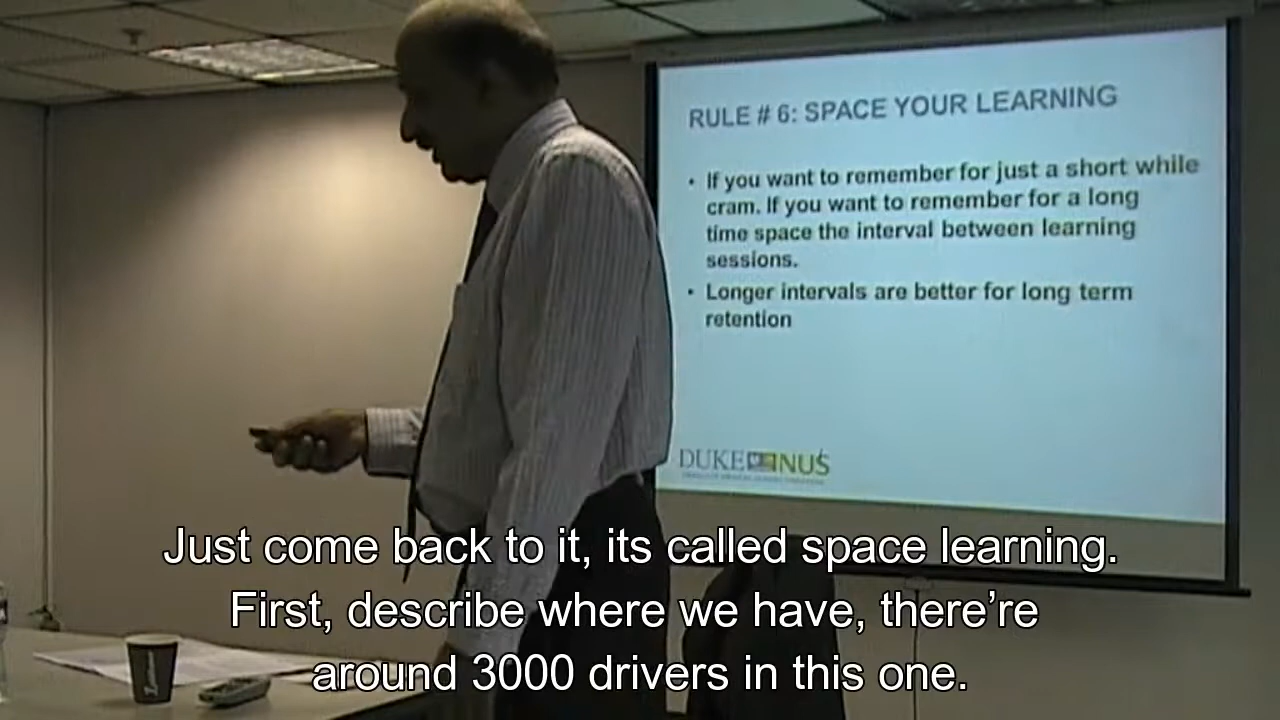 RULE # 6: SPACE YOUR LEARNING
• If you want to remember for just a short while
cram. If you want to remember for a long
time space the interval between learning
sessions.
• Longer intervals are better for long term
retention
DUKE NUS
Just come back to it, its called space learning.
First, describe where we have, there’re
around 3000 drivers in this one.